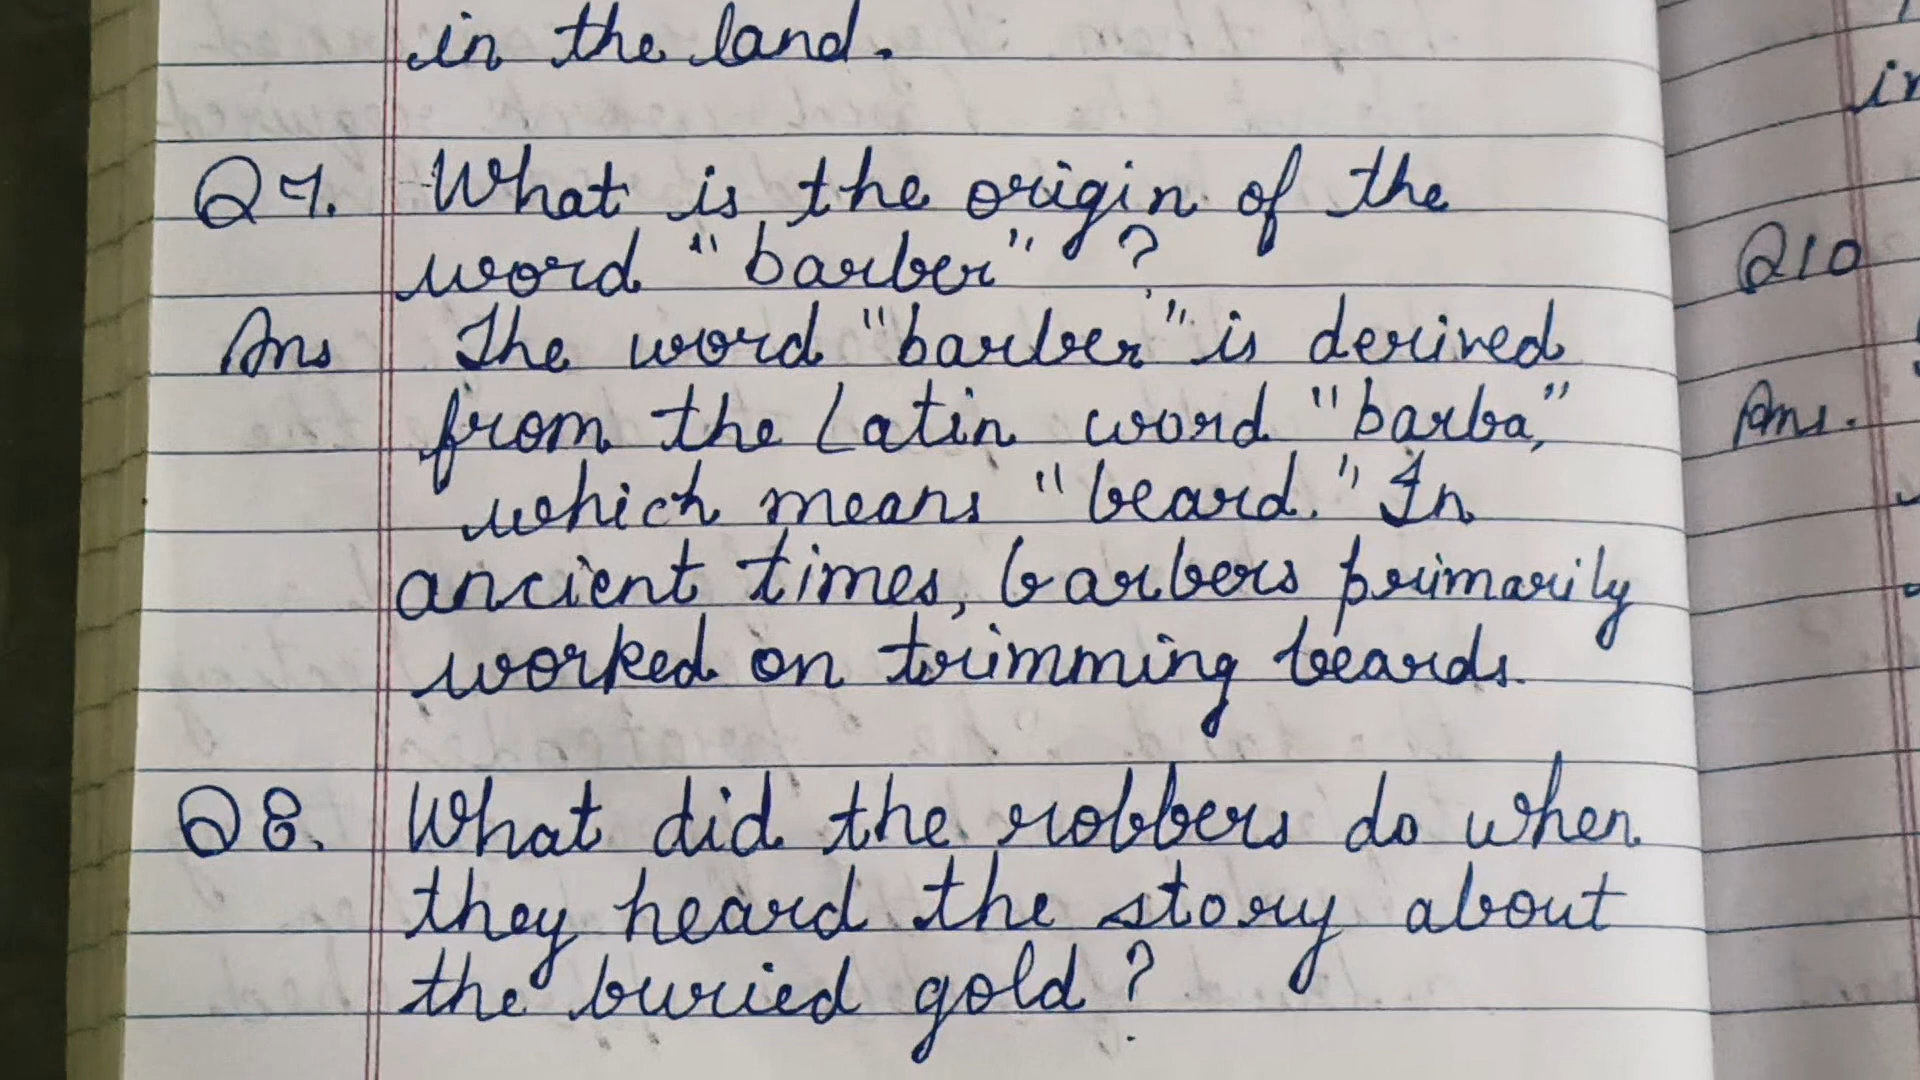 in the land.
Q7. What is the origin of the
word "barber" ?
Ans The word "barber" is derived
from the Latin word "barba,"
which means "beard." In
ancient times, barbers primarily
worked on trimming beards.
Q8. What did the robbers do when
they heard the story about
the buried gold ?
in
Q10
Ans.